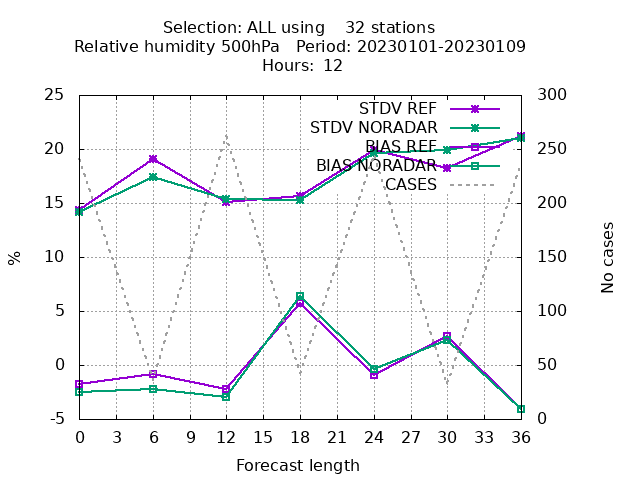 Selection: ALL using    32 stations
Relative humidity 500hPa   Period: 20230101-20230109
Hours:  12
25
20
15
10
5
0
-5
%
300
250
200
150
100
50
0
No cases
STDV REF
STDV NORADAR
BIAS REF
BIAS NORADAR
CASES
0 3 6 9 12 15 18 21 24 27 30 33 36
Forecast length